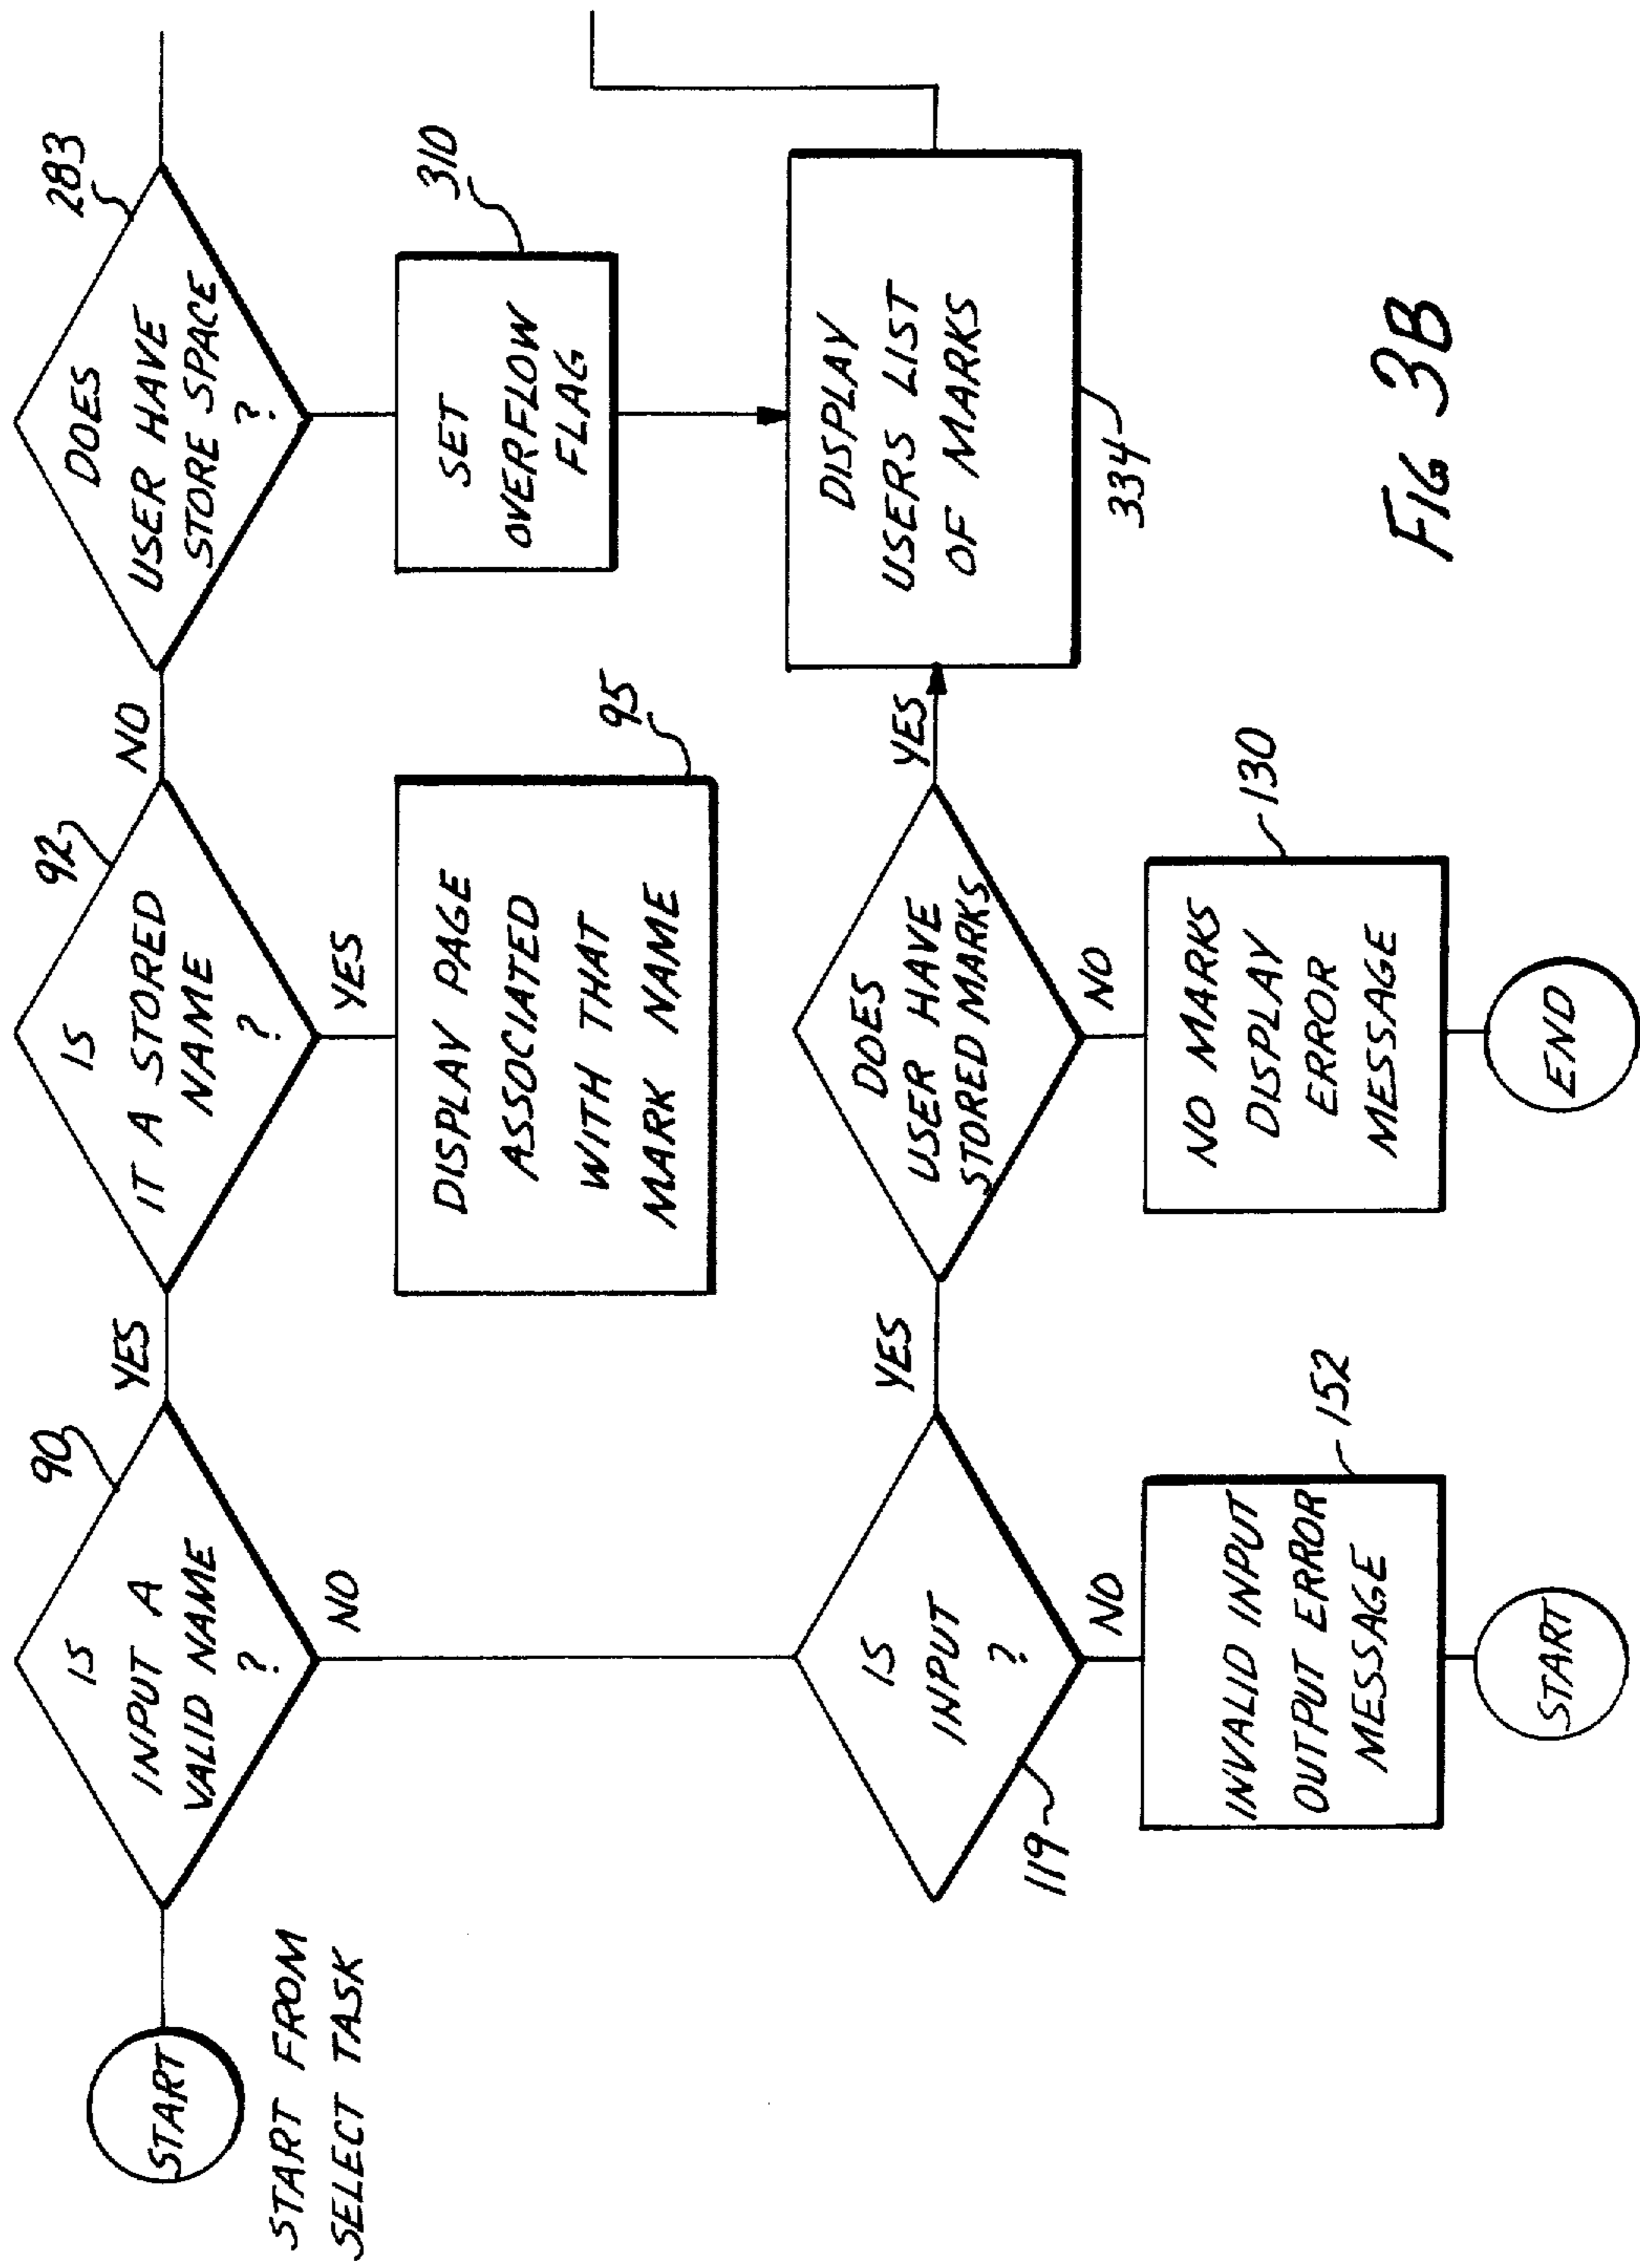 START
START FROM
SELECT TASK
90
IS
INPUT A
VALID NAME
?
YES
NO
92
IS
IT A STORED
NAME
?
NO
YES
DISPLAY PAGE
ASSOCIATED
WITH THAT
MARK NAME
95
283
DOES
USER HAVE
STORE SPACE
?
SET
OVERFLOW
FLAG
310
IS
INPUT
?
119
YES
NO
INVALID INPUT
OUTPUT ERROR
MESSAGE
152
START
DOES
USER HAVE
STORED MARKS
YES
NO
NO MARKS
DISPLAY
ERROR
MESSAGE
130
END
DISPLAY
USERS LIST
OF MARKS
334
FIG 3B